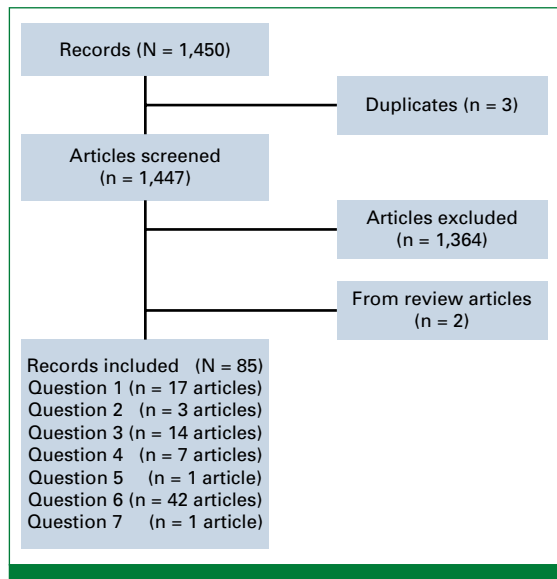 Records (N = 1,450)
Duplicates (n = 3)
Articles screened
(n = 1,447)
Articles excluded
(n = 1,364)
From review articles
(n = 2)
Records included (N = 85)
Question 1 (n = 17 articles)
Question 2 (n = 3 articles)
Question 3 (n = 14 articles)
Question 4 (n = 7 articles)
Question 5 (n = 1 article)
Question 6 (n = 42 articles)
Question 7 (n = 1 article)